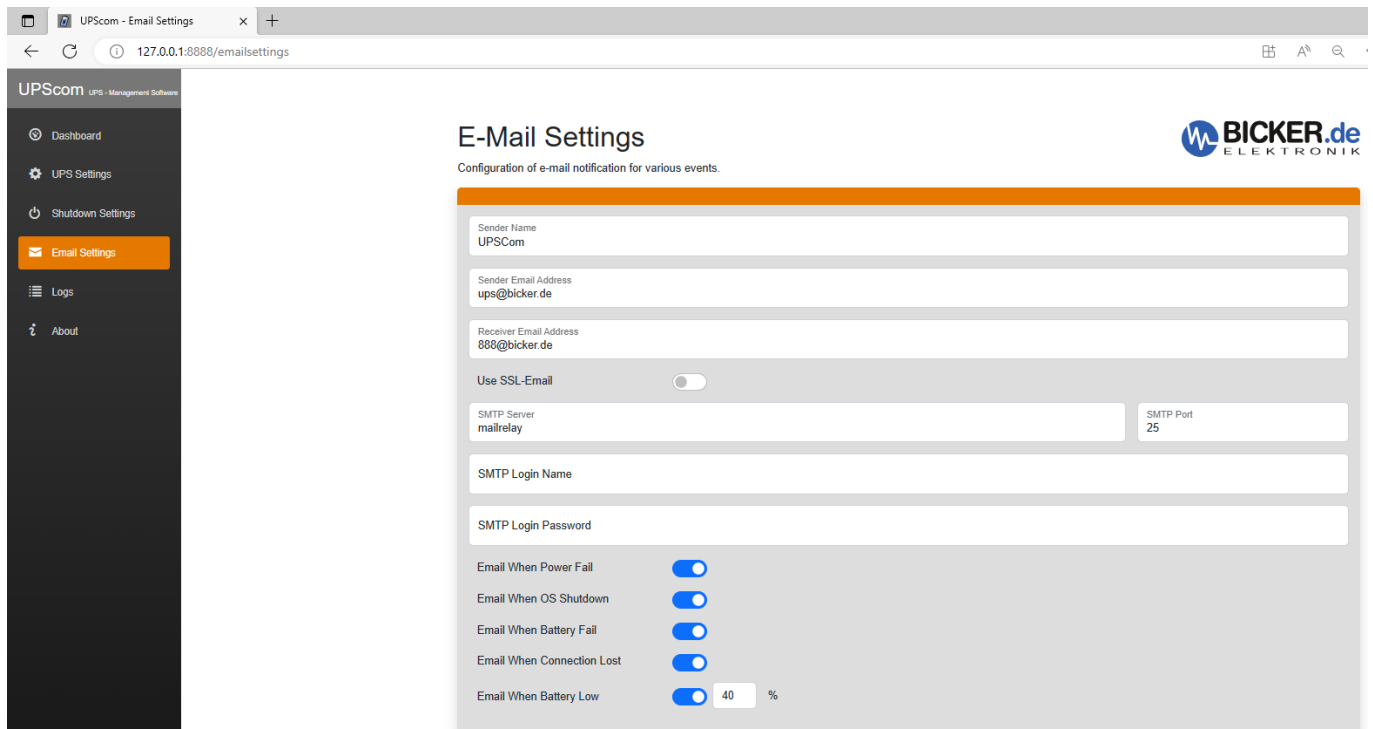 UPScom - Email Settings
127.0.0.1:8888/emailsettings
UPScom UPS - Management Software
Dashboard
UPS Settings
Shutdown Settings
Email Settings
Logs
About
E-Mail Settings
BICKER.de
ELEKTRONIK
Configuration of e-mail notification for various events.
Sender Name
UPSCom
Sender Email Address
ups@bicker.de
Receiver Email Address
888@bicker.de
Use SSL-Email
SMTP Server
mailrelay
SMTP Port
25
SMTP Login Name
SMTP Login Password
Email When Power Fail
Email When OS Shutdown
Email When Battery Fail
Email When Connection Lost
Email When Battery Low 40 %